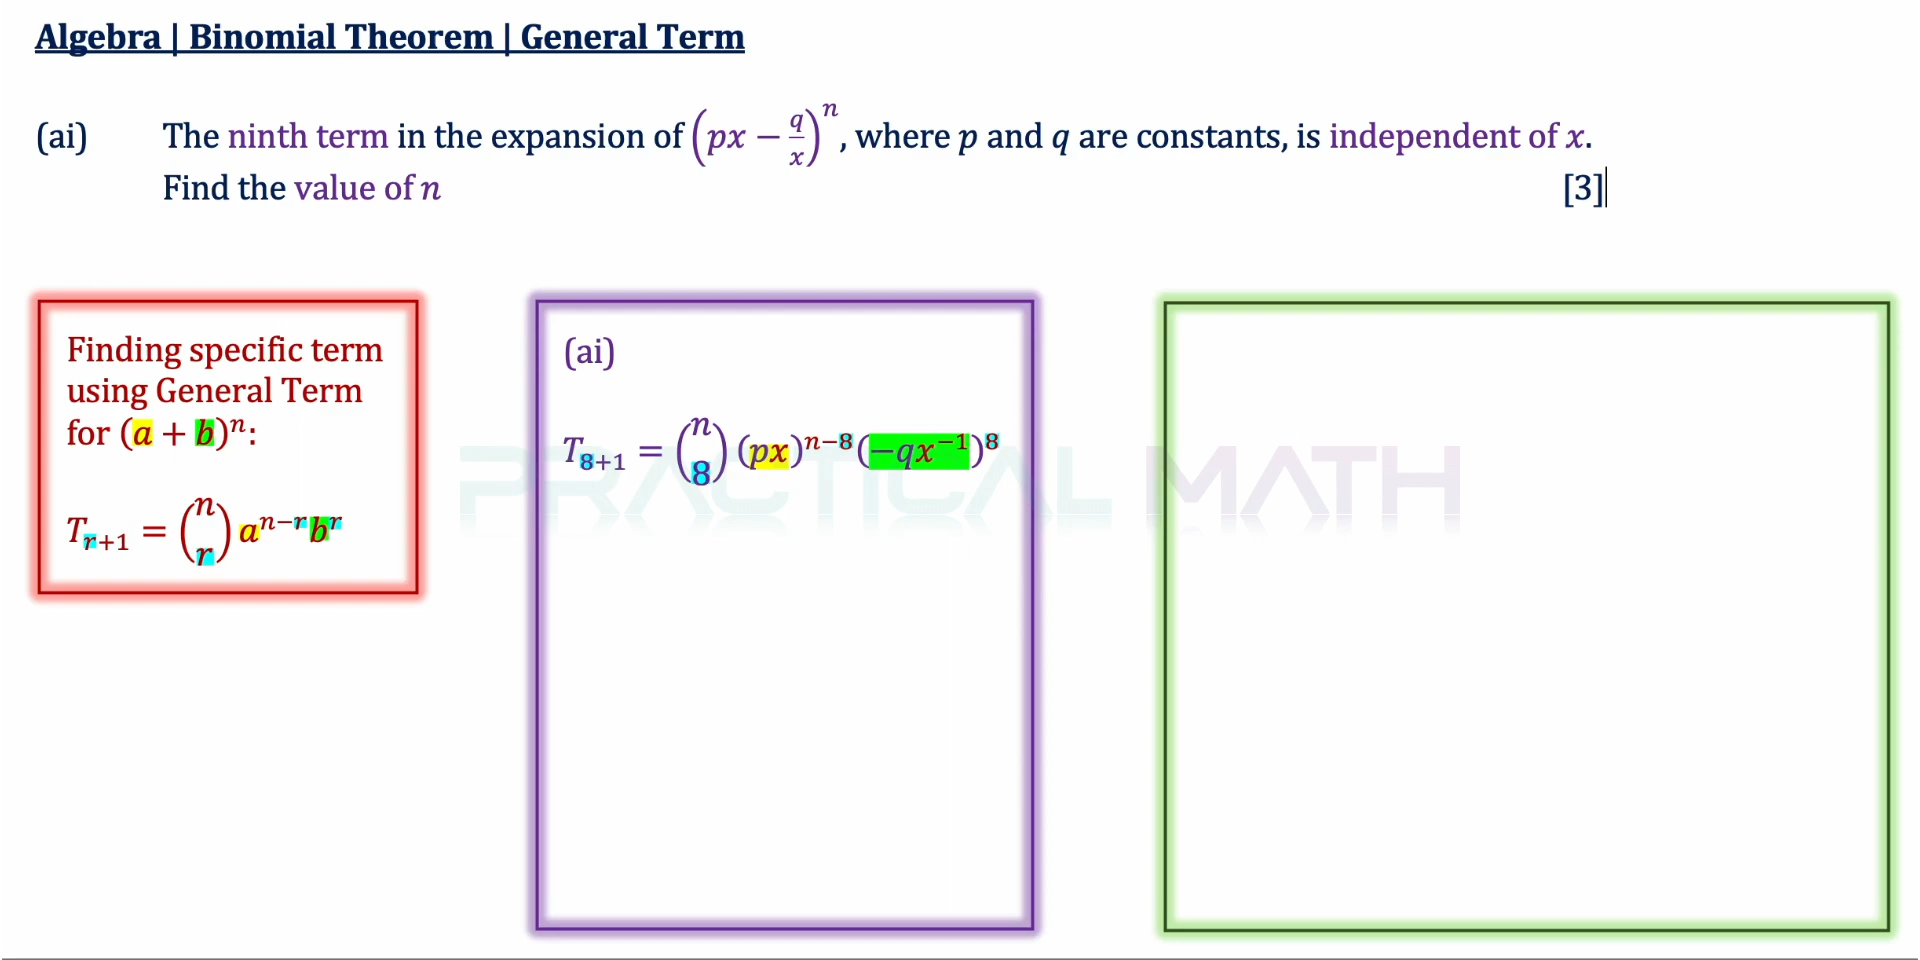 Algebra | Binomial Theorem | General Term
(ai) The ninth term in the expansion of (px − q/x)^n, where p and q are constants, is independent of x.
Find the value of n [3]
Finding specific term
using General Term
for (a + b)^n:
T_{r+1} = (n r) a^{n−r} b^r
(ai)
T_{8+1} = (n 8) (px)^{n−8} (−qx^{−1})^8
PRACTICAL MATH